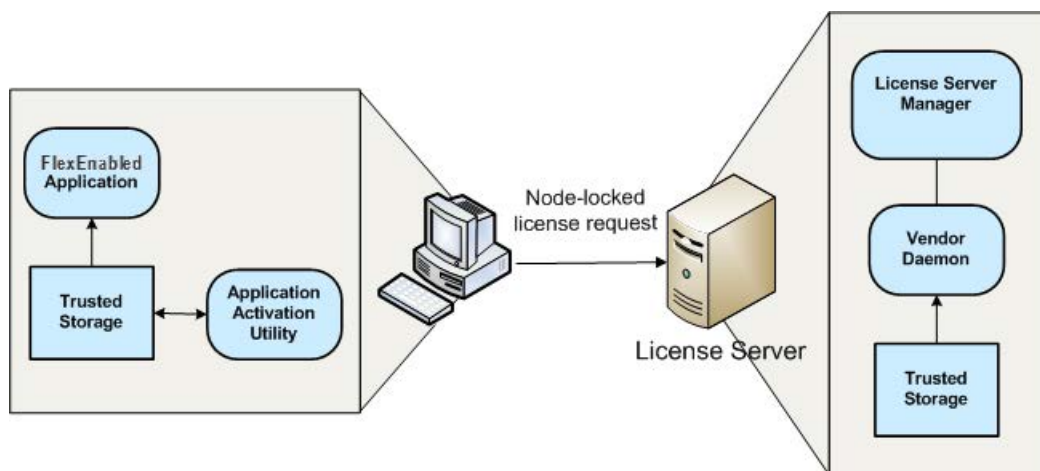 FlexEnabled
Application
Trusted
Storage
Application
Activation
Utility
Node-locked
license request
License Server
License Server
Manager
Vendor
Daemon
Trusted
Storage